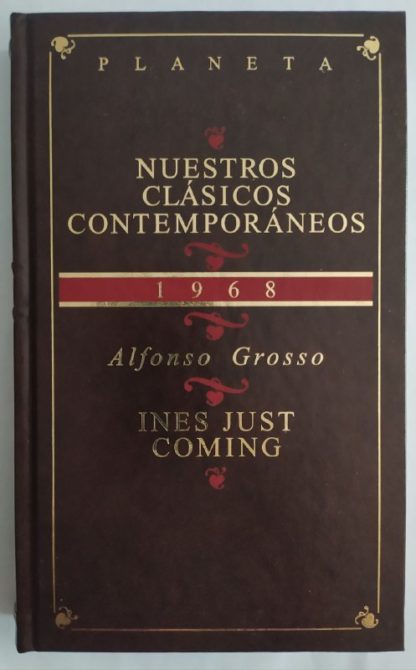 PLANETA
NUESTROS
CLÁSICOS
CONTEMPORÁNEOS
1968
Alfonso Grosso
INES JUST
COMING